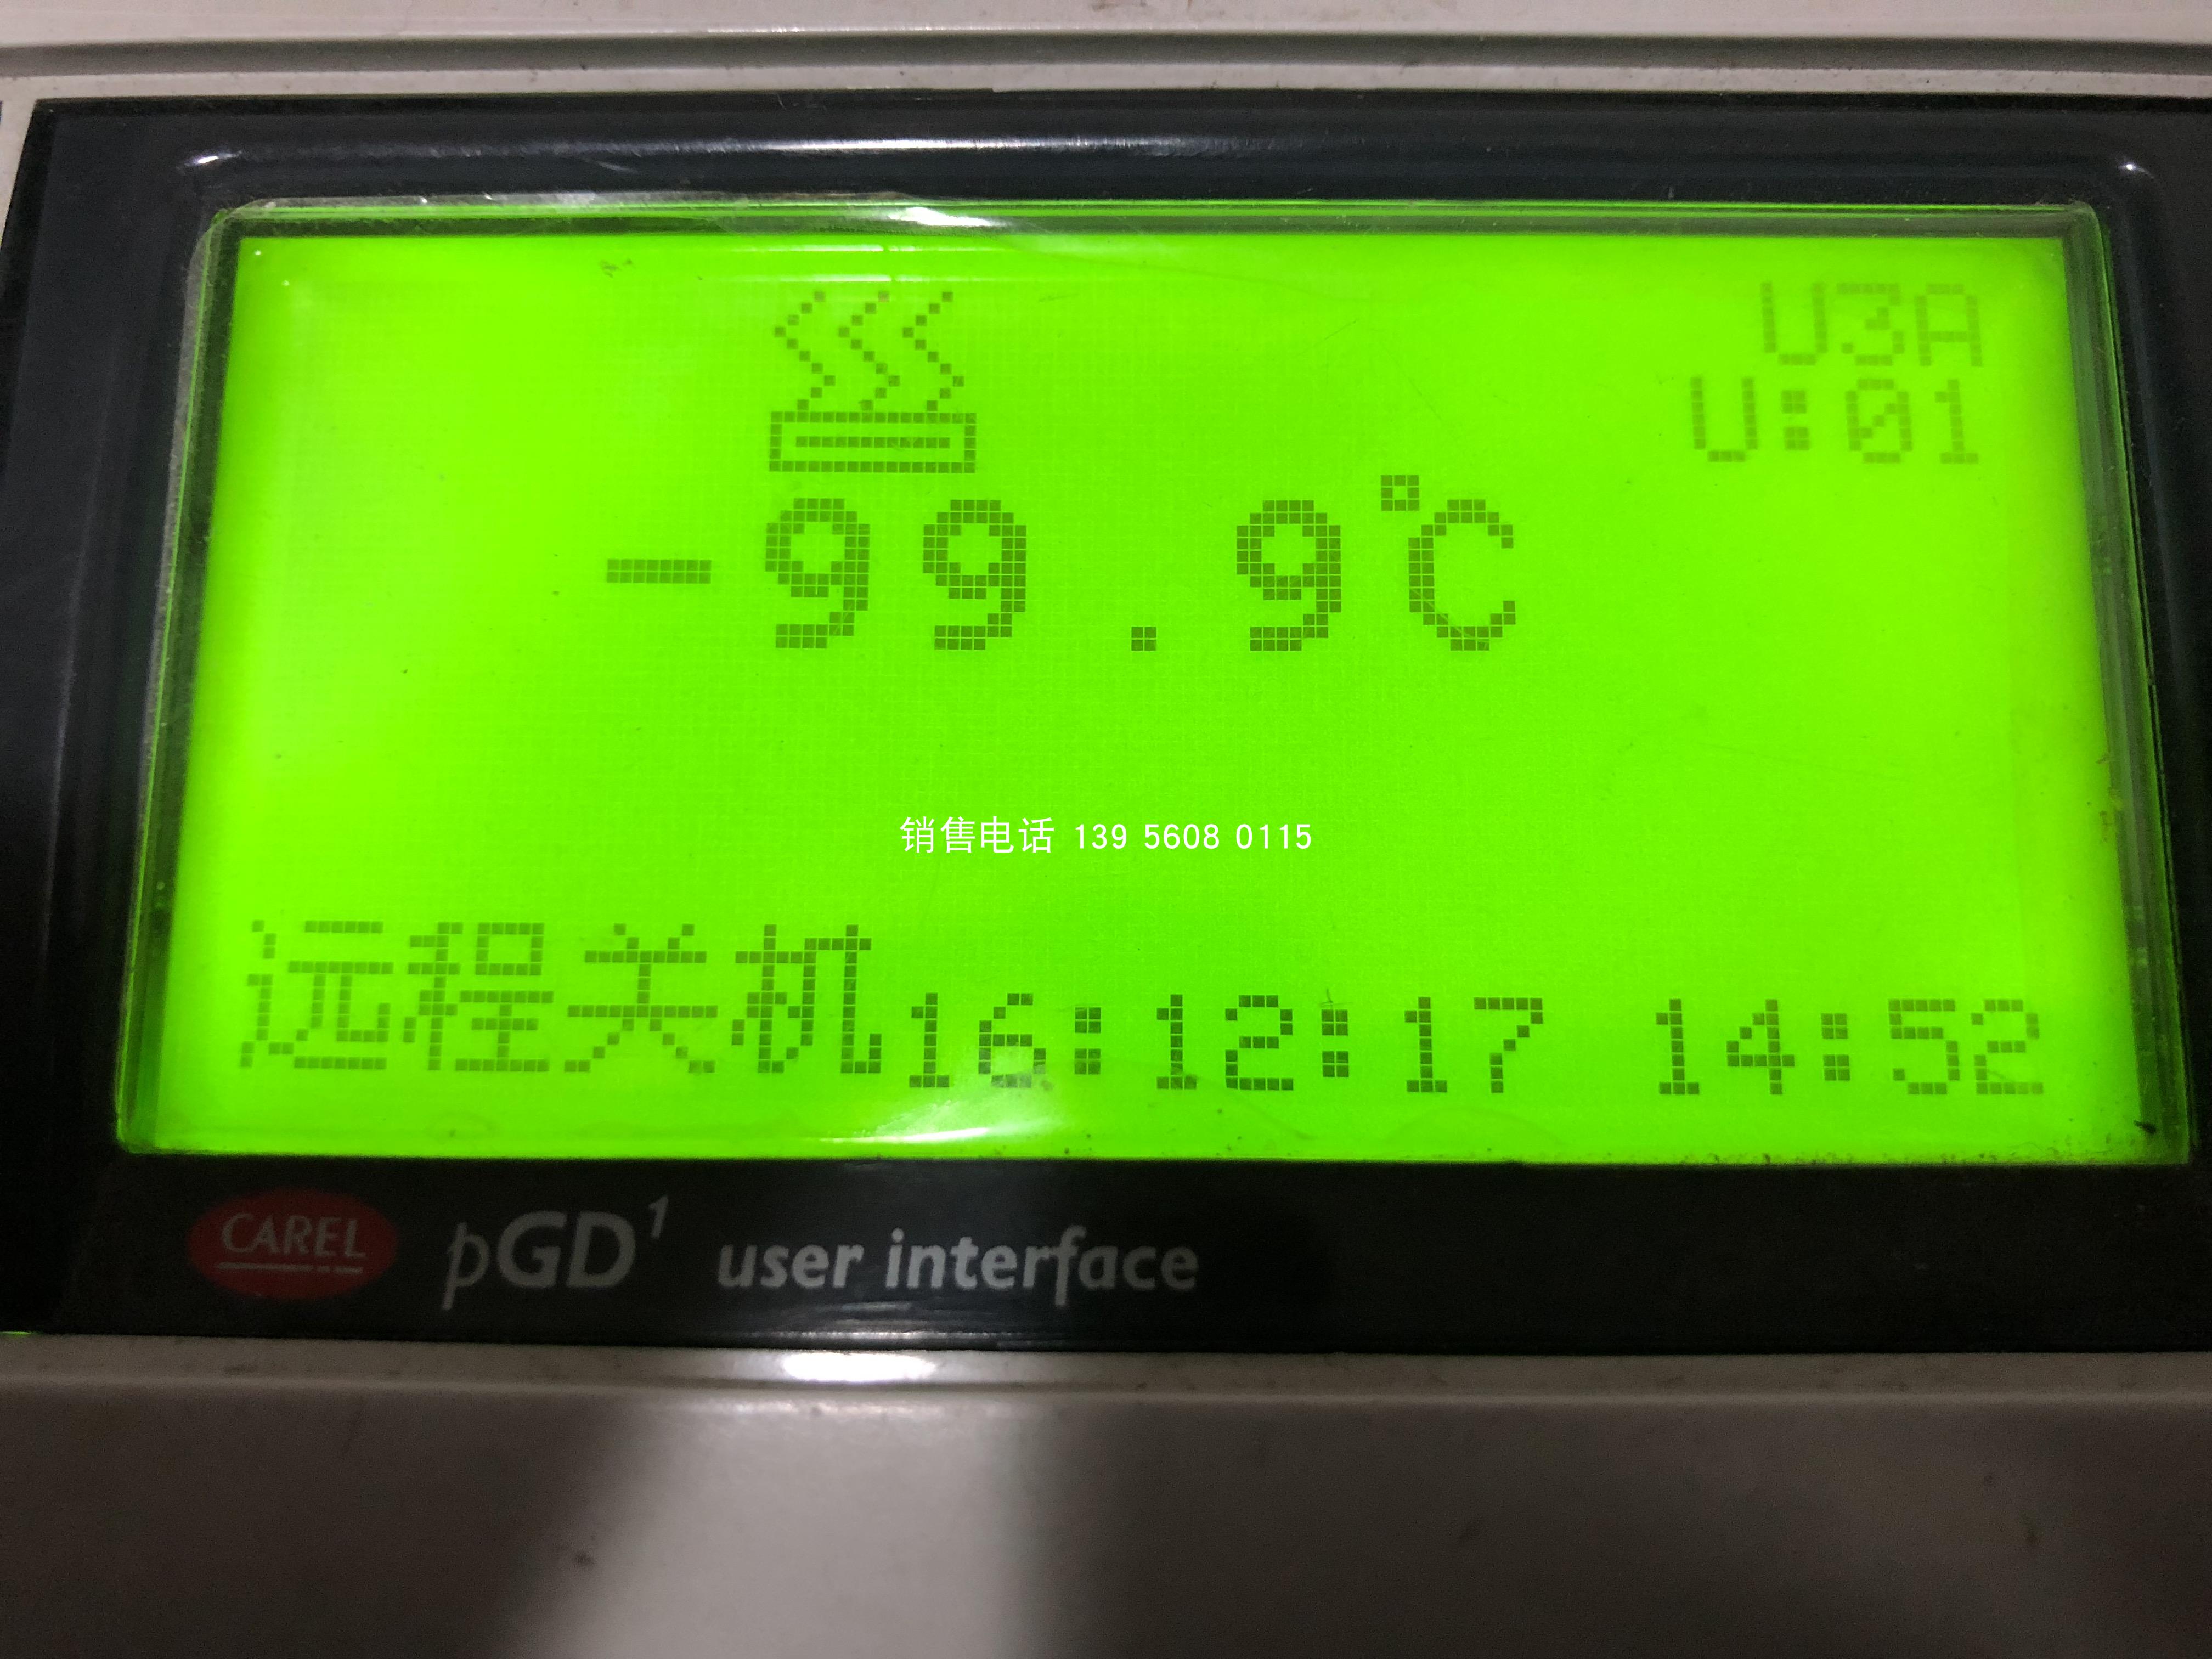 U3A
U:01
-99.9℃
销售电话 139 5608 0115
远程关机16:12:17 14:52
CAREL pGD¹ user interface